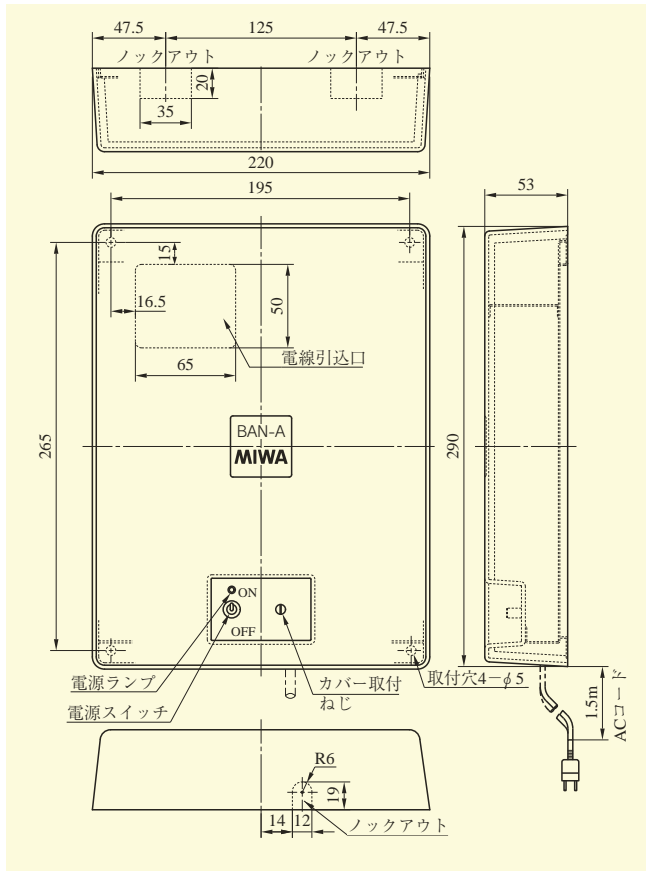 47.5
125
47.5
ノックアウト
ノックアウト
20
35
220
195
53
15
16.5
50
65
電線引込口
265
290
BAN-A
MIWA
ON
OFF
電源ランプ
電源スイッチ
カバー取付
ねじ
取付穴4-φ5
1.5m
ACコード
R6
19
14
12
ノックアウト